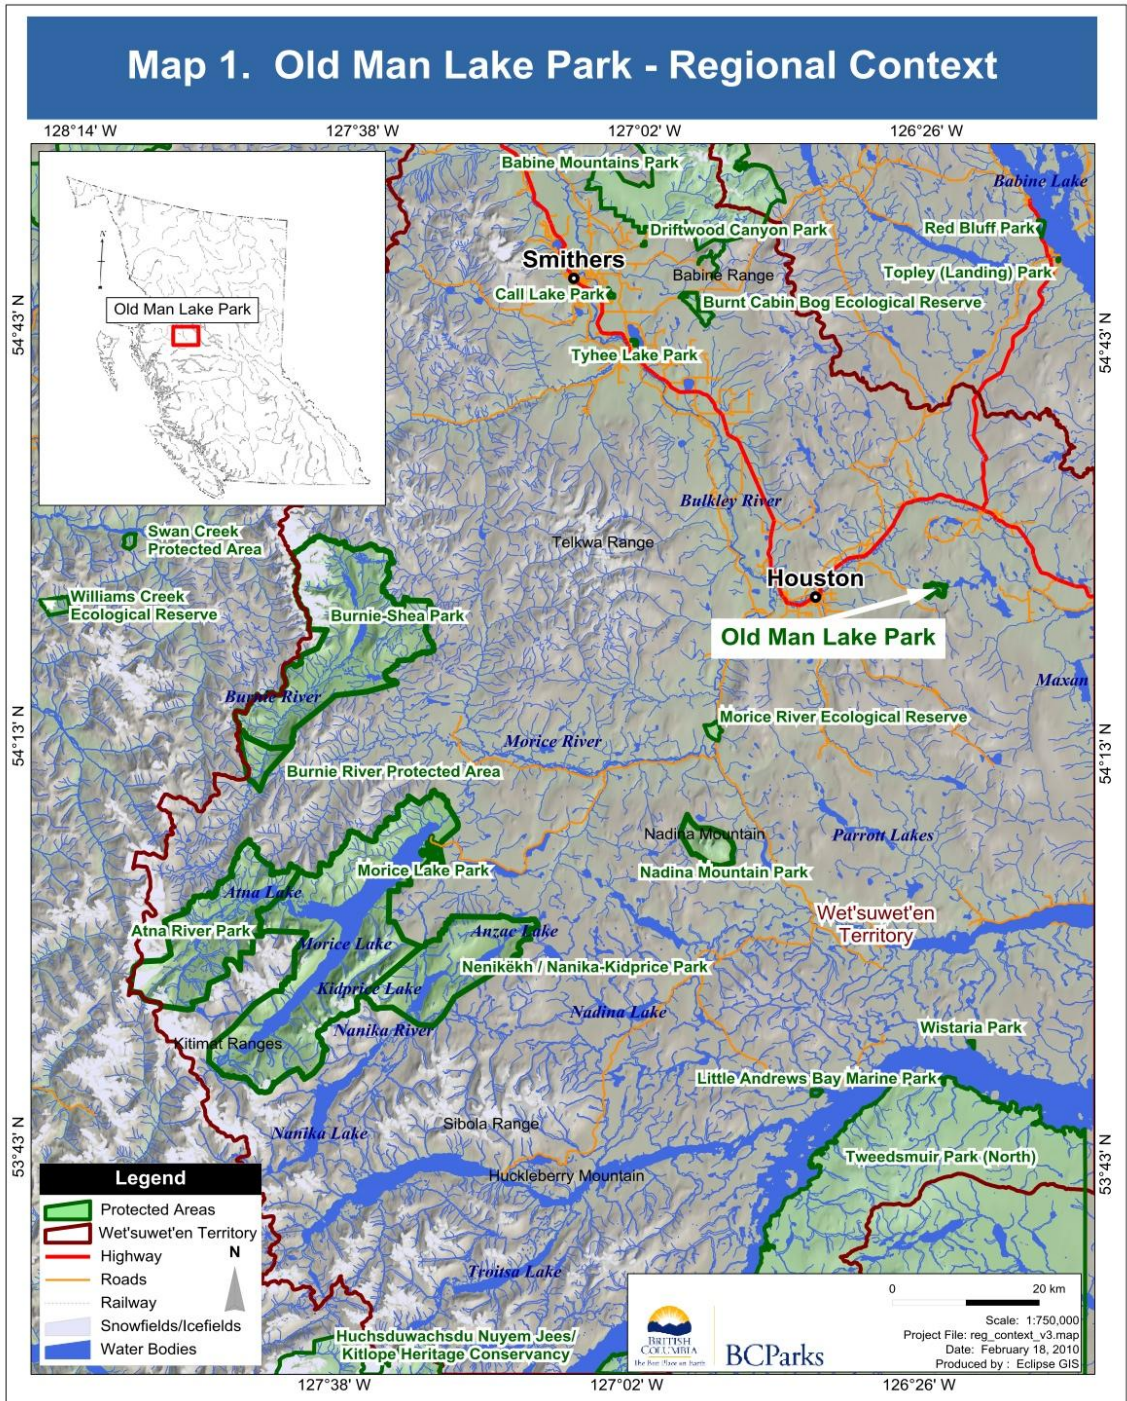 Map 1.  Old Man Lake Park - Regional Context
128°14' W
127°38' W
127°02' W
126°26' W
Babine Mountains Park
Babine Lake
Driftwood Canyon Park
Red Bluff Park
N
Smithers
Babine Range
Topley (Landing) Park
Call Lake Park
Burnt Cabin Bog Ecological Reserve
Old Man Lake Park
54°43' N
54°43' N
Tyhee Lake Park
Bulkley River
Swan Creek
Protected Area
Telkwa Range
Houston
Williams Creek
Ecological Reserve
Burnie-Shea Park
Old Man Lake Park
Maxan
Burnie River
Morice River Ecological Reserve
54°13' N
54°13' N
Morice River
Burnie River Protected Area
Nadina Mountain
Parrott Lakes
Morice Lake Park
Nadina Mountain Park
Atna Lake
Wet'suwet'en
Territory
Atna River Park
Anzac Lake
Morice Lake
Nenikëkh / Nanika-Kidprice Park
Kidprice Lake
Nadina Lake
Nanika River
Wistaria Park
Kitimat Ranges
Little Andrews Bay Marine Park
Sibola Range
Nanika Lake
53°43' N
53°43' N
Tweedsmuir Park (North)
Huckleberry Mountain
Legend
Protected Areas
Wet'suwet'en Territory
Highway
N
Roads
Railway
Snowfields/Icefields
Water Bodies
Troitsa Lake
Huchsduwachsdu Nuyem Jees/
Kitlope Heritage Conservancy
0
20 km
Scale:  1:750,000
Project File: reg_context_v3.map
Date:  February 18, 2010
Produced by :  Eclipse GIS
BRITISH
COLUMBIA
The Best Place on Earth
BCParks
127°38' W
127°02' W
126°26' W